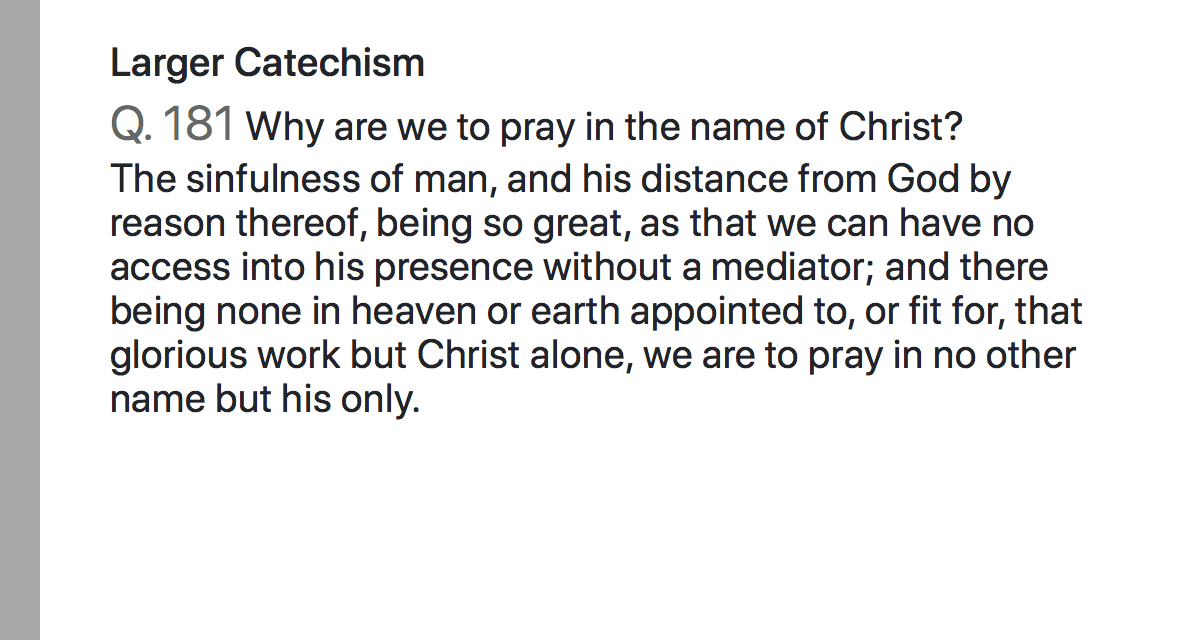 Larger Catechism
Q. 181 Why are we to pray in the name of Christ?
The sinfulness of man, and his distance from God by
reason thereof, being so great, as that we can have no
access into his presence without a mediator; and there
being none in heaven or earth appointed to, or fit for, that
glorious work but Christ alone, we are to pray in no other
name but his only.